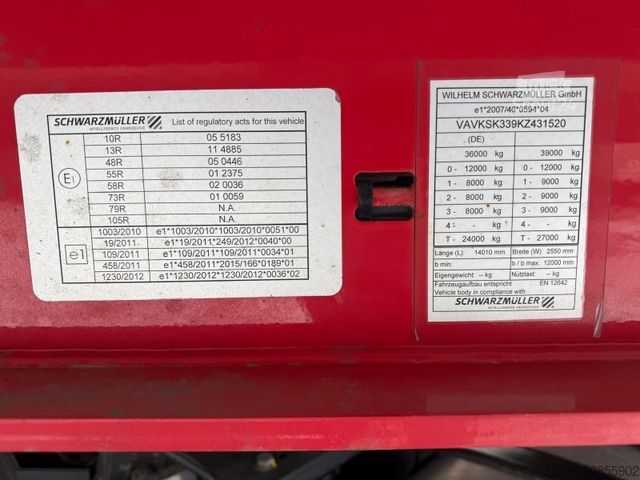 SCHWARZMÜLLER List of regulatory acts for this vehicle
INTELLIGENTE FAHRZEUGE
10R 05 5183
13R 11 4885
48R 05 0446
55R 01 2375
58R 02 0036
73R 01 0059
79R N.A.
105R N.A.
E1
1003/2010 e1*1003/2010*1003/2010*0051*00
19/2011 e1*19/2011*249/2012*0040*00
109/2011 e1*109/2011*109/2011*0034*01
458/2011 e1*458/2011*2015/166*0189*01
1230/2012 e1*1230/2012*1230/2012*0036*02
e1
WILHELM SCHWARZMÜLLER GmbH
e1*2007/46*0594*04
VAVKSK339KZ431520
. (DE)
36000 kg 39000 kg
0 - 12000 kg 0 - 12000 kg
1 - 8000 kg 1 - 9000 kg
2 - 8000 kg 2 - 9000 kg
3 - 8000 kg 3 - 9000 kg
4 - kg 4 - kg
T - 24000 kg T - 27000 kg
Länge (L): 14010 mm Breite (W): 2550 mm
b min: b / b max: 12000 mm
Eigengewicht: -- kg Nutzlast: -- kg
Fahrzeugaufbau entspricht EN 12642
Vehicle body in compliance with
SCHWARZMÜLLER
INTELLIGENTE FAHRZEUGE